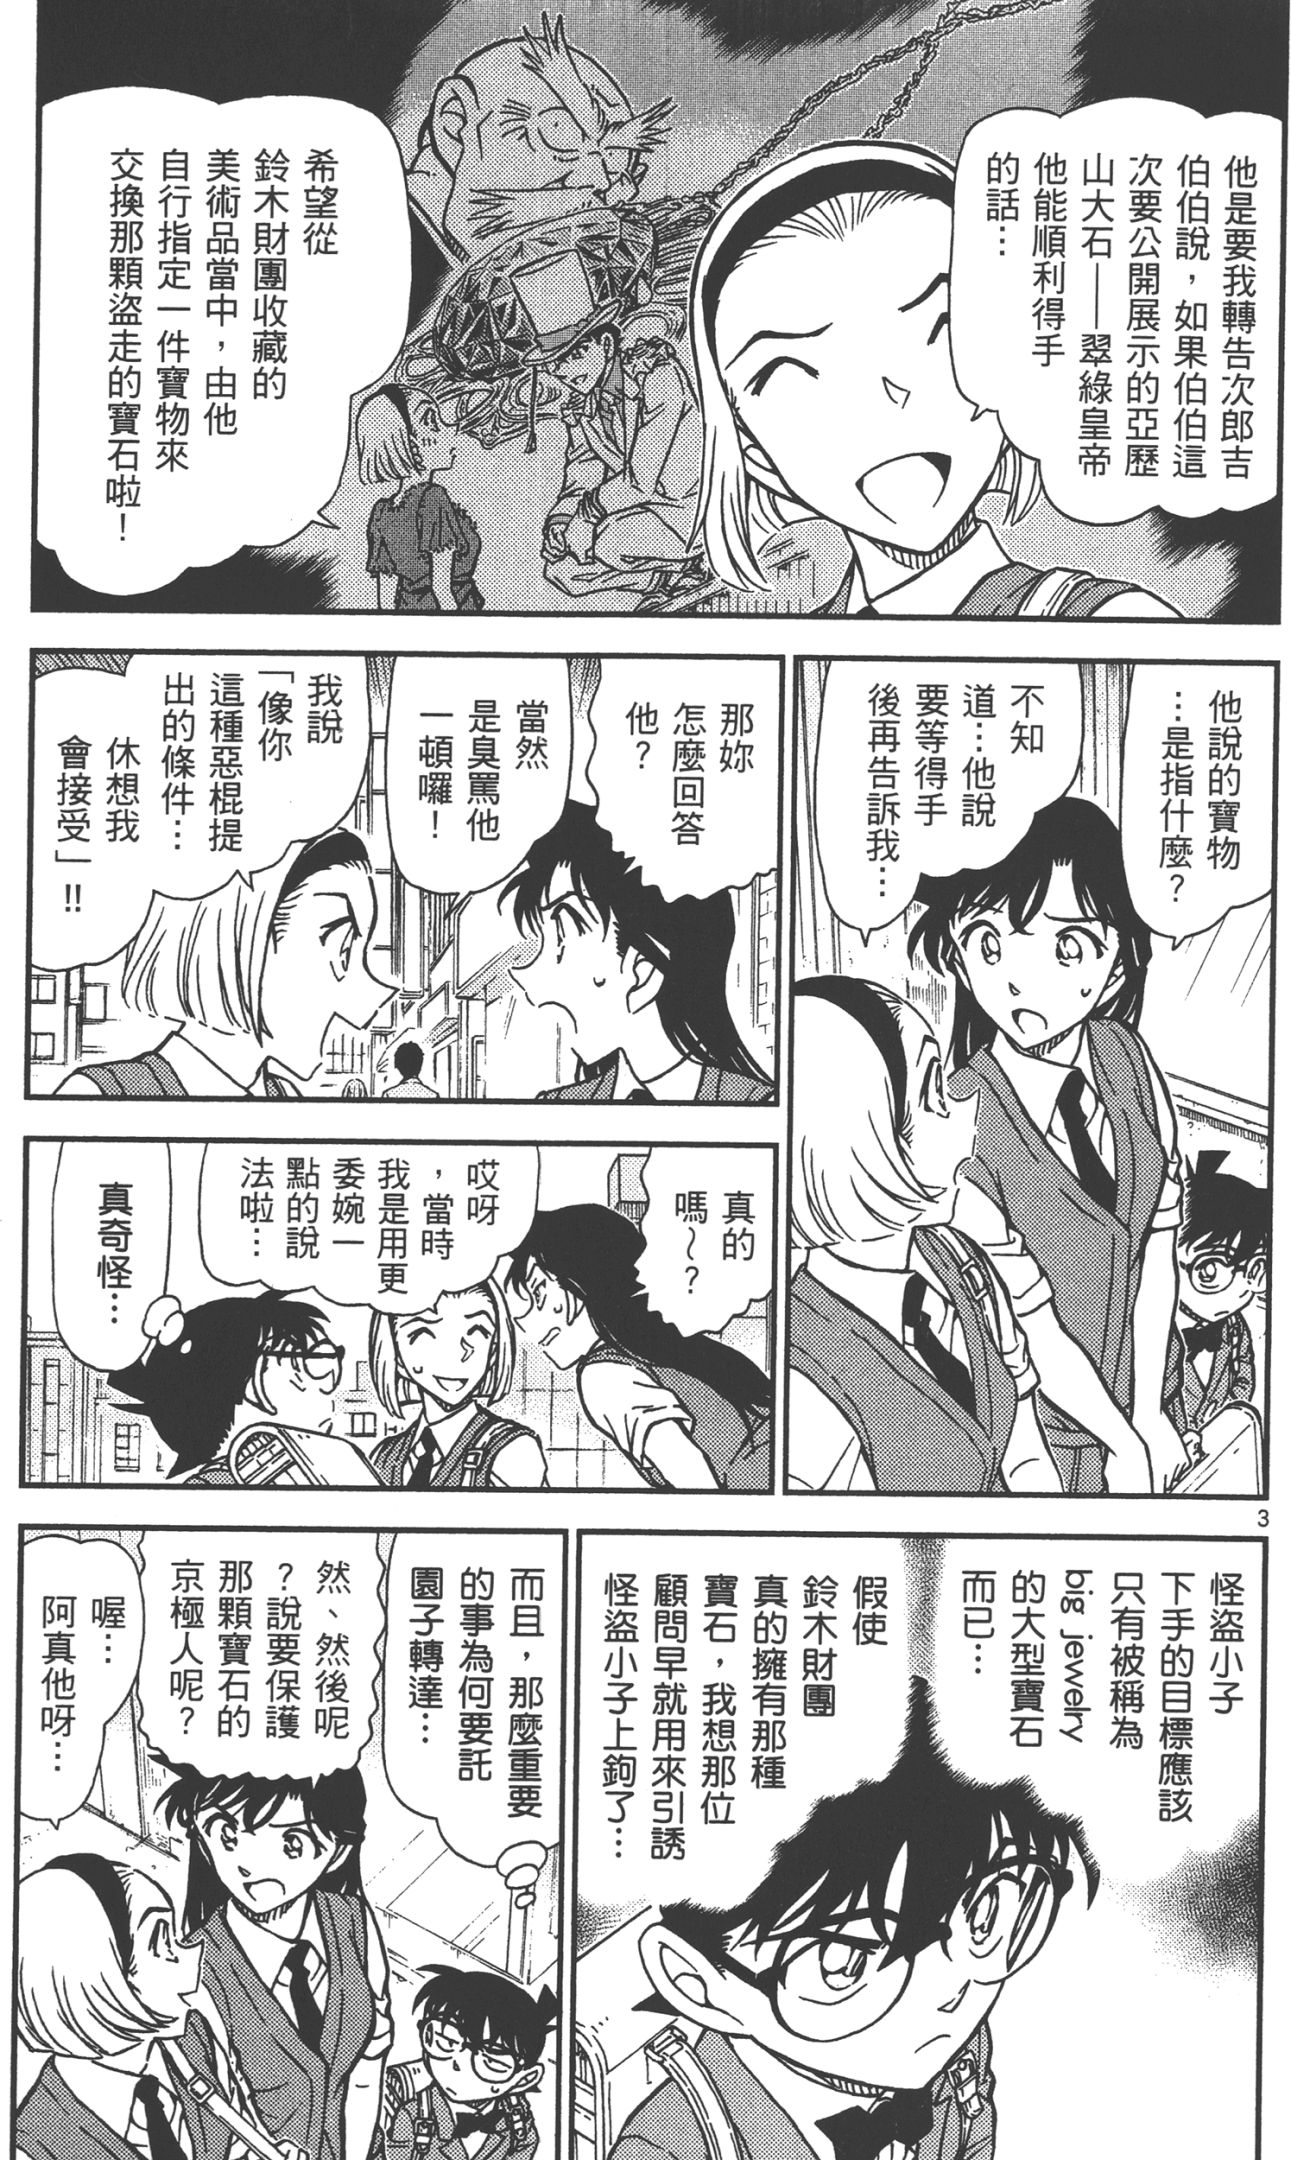 他是要我轉告次郎吉
伯伯說，如果伯伯這
次要公開展示的亞歷
山大石——翠綠皇帝
他能順利得手
的話…
希望從
鈴木財團收藏的
美術品當中，由他
自行指定一件寶物來
交換那顆盜走的寶石啦！
他說的寶物
…是指什麼？
不知
道…他說
要等得手
後再告訴我…
那妳
怎麼回答
他？
當然
是臭罵他
一頓囉！
我說
「像你
這種惡棍提
出的條件…
休想我
會接受」!!
真的
嗎～？
哎呀
，當時
我是用更
委婉一
點的說
法啦…
真奇怪…
3
怪盜小子
下手的目標應該
只有被稱為
big jewelry
的大型寶石
而已…
假使
鈴木財團
真的擁有那種
寶石，我想那位
顧問早就用來引誘
怪盜小子上鉤了…
而且，那麼重要
的事為何要託
園子轉達…
然、然後呢
？說要保護
那顆寶石的
京極人呢？
喔…
阿真他呀…